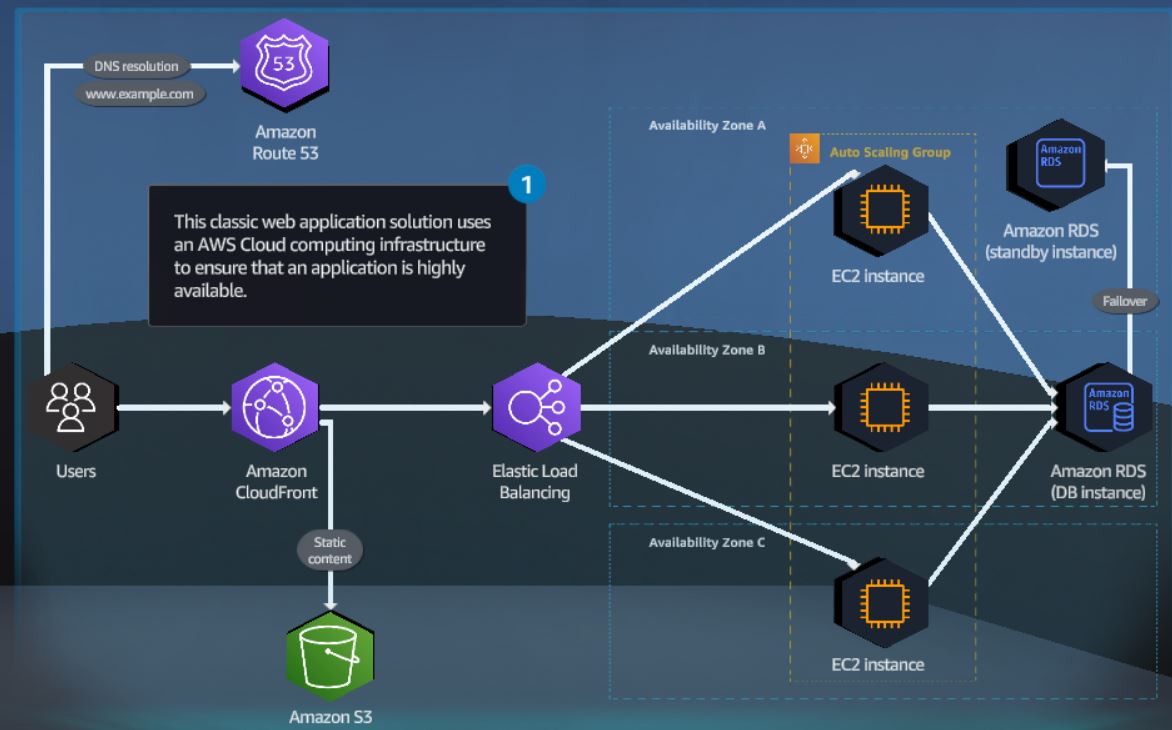 DNS resolution
www.example.com
53
Amazon
Route 53
1
This classic web application solution uses
an AWS Cloud computing infrastructure
to ensure that an application is highly
available.
Availability Zone A
Auto Scaling Group
EC2 instance
Amazon
RDS
Amazon RDS
(standby instance)
Failover
Availability Zone B
EC2 instance
Amazon
RDS
Amazon RDS
(DB instance)
Users
Amazon
CloudFront
Elastic Load
Balancing
Static
content
Availability Zone C
EC2 instance
Amazon S3